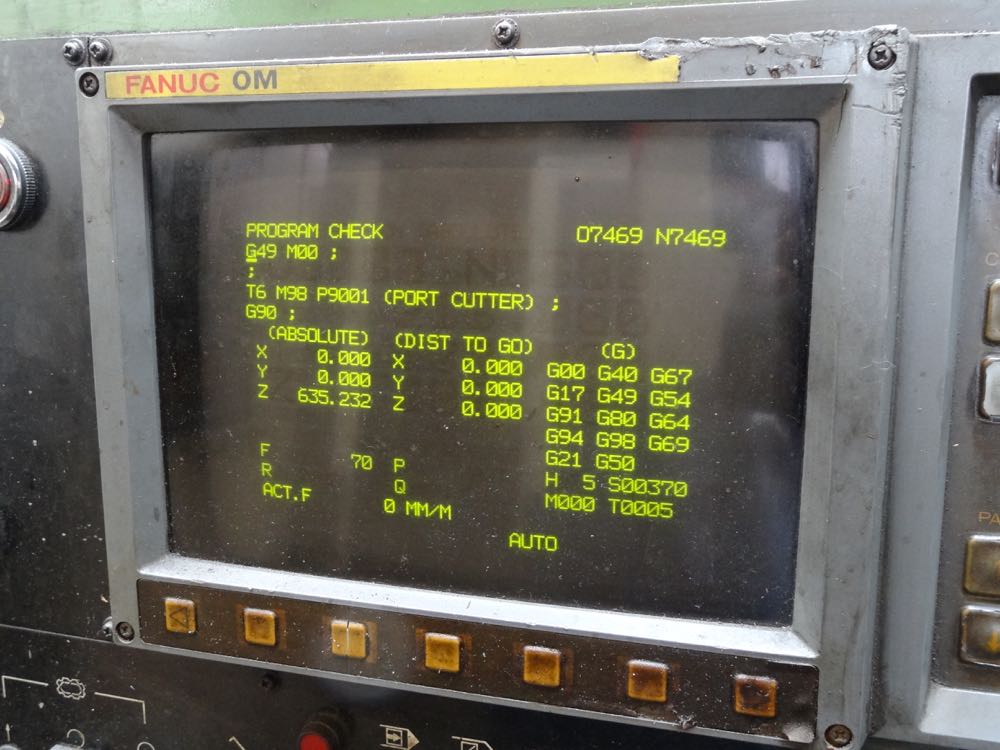 FANUC OM
PROGRAM CHECK O7469 N7469
G49 M00 ;
;
T6 M98 P9001 (PORT CUTTER) ;
G90 ;
(ABSOLUTE) (DIST TO GO) (G)
X 0.000 X 0.000 G00 G40 G67
Y 0.000 Y 0.000 G17 G49 G54
Z 635.232 Z 0.000 G91 G80 G64
G94 G98 G69
F 70 P G21 G50
R Q H 5 S00370
ACT.F 0 MM/M M000 T0005
AUTO